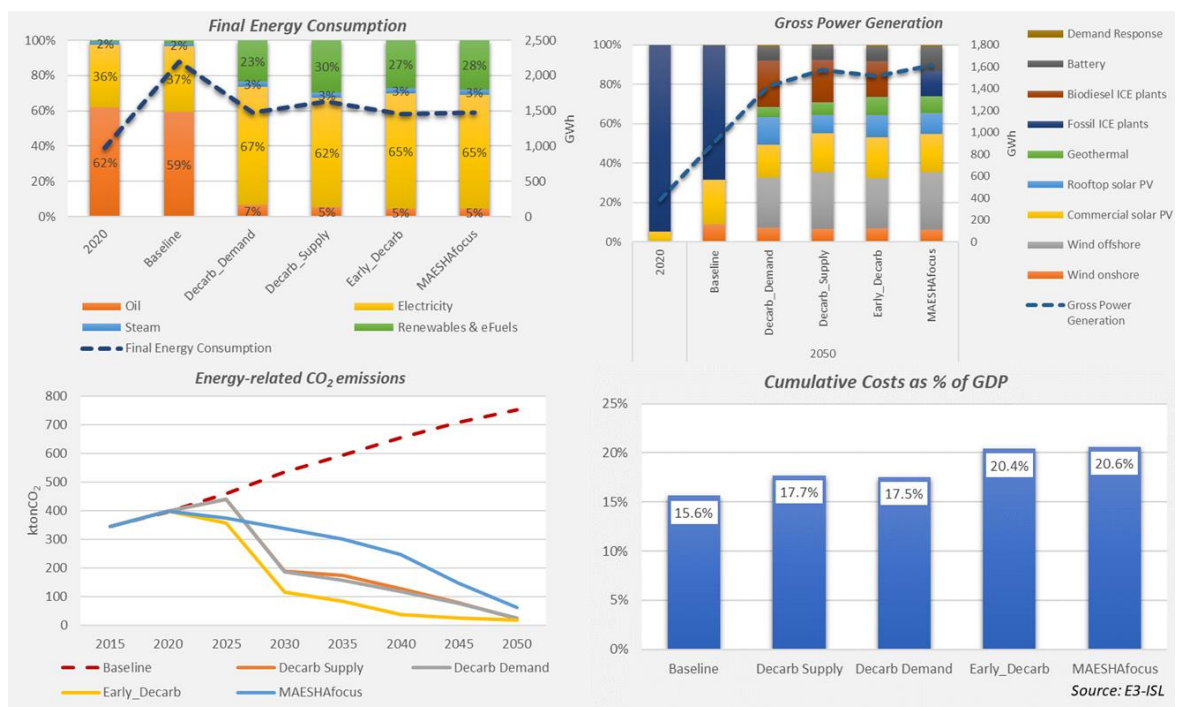 Final Energy Consumption
100%
80%
60%
40%
20%
0%
2%
36%
62%
2%
37%
59%
23%
3%
67%
7%
30%
3%
62%
5%
27%
3%
65%
5%
28%
3%
65%
5%
2,500
2,000
1,500
1,000
500
0
GWh
2020
Baseline
Decarb_Demand
Decarb_Supply
Early_Decarb
MAESHAfocus
Oil
Electricity
Steam
Renewables & eFuels
Final Energy Consumption
Gross Power Generation
100%
80%
60%
40%
20%
0%
1,800
1,600
1,400
1,200
1,000
800
600
400
200
0
GWh
2020
Baseline
Decarb_Demand
Decarb_Supply
Early_Decarb
MAESHAfocus
2050
Demand Response
Battery
Biodiesel ICE plants
Fossil ICE plants
Geothermal
Rooftop solar PV
Commercial solar PV
Wind offshore
Wind onshore
Gross Power
Generation
Energy-related CO2 emissions
800
700
600
500
400
300
200
100
0
ktonCO2
2015
2020
2025
2030
2035
2040
2045
2050
Baseline
Decarb Supply
Decarb Demand
Early_Decarb
MAESHAfocus
Cumulative Costs as % of GDP
25%
20%
15%
10%
5%
0%
15.6%
17.7%
17.5%
20.4%
20.6%
Baseline
Decarb Supply
Decarb Demand
Early_Decarb
MAESHAfocus
Source: E3-ISL